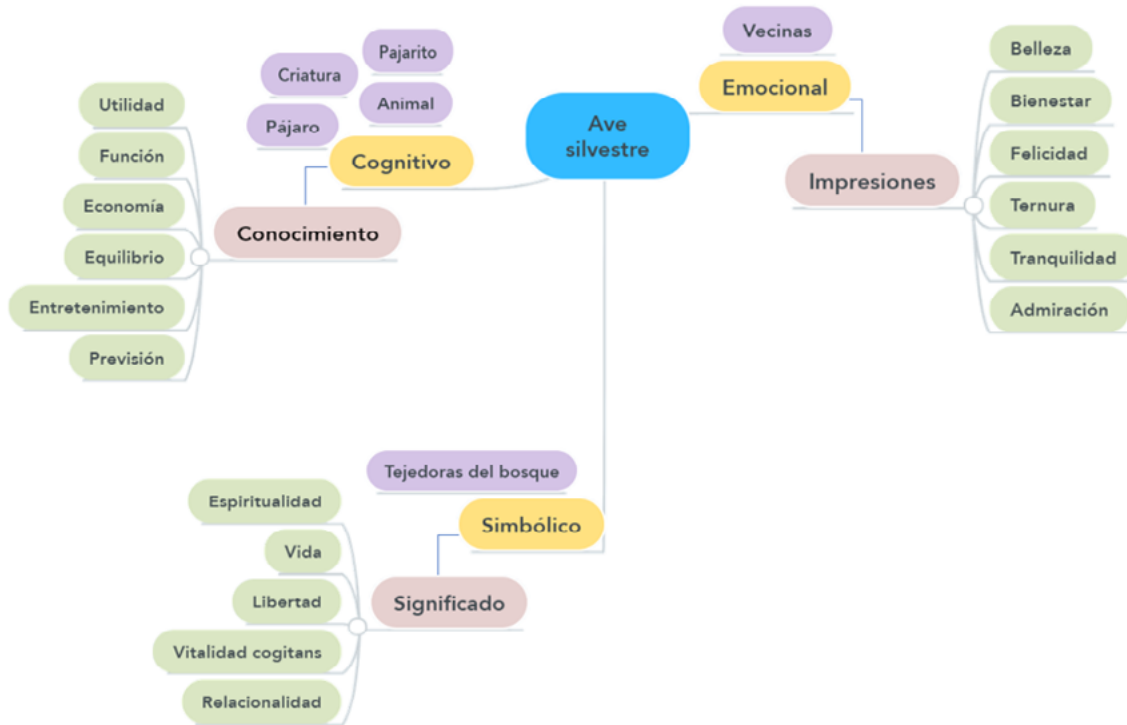 Ave
silvestre
Cognitivo
Criatura
Pajarito
Pájaro
Animal
Conocimiento
Utilidad
Función
Economía
Equilibrio
Entretenimiento
Previsión
Vecinas
Emocional
Impresiones
Belleza
Bienestar
Felicidad
Ternura
Tranquilidad
Admiración
Tejedoras del bosque
Simbólico
Significado
Espiritualidad
Vida
Libertad
Vitalidad cogitans
Relacionalidad